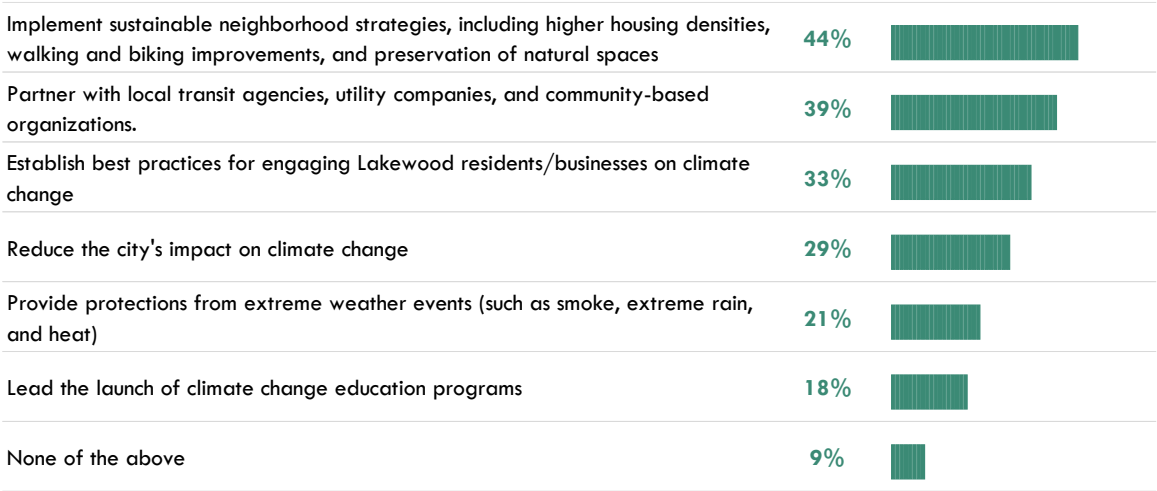 Implement sustainable neighborhood strategies, including higher housing densities,
walking and biking improvements, and preservation of natural spaces
44%
Partner with local transit agencies, utility companies, and community-based
organizations.
39%
Establish best practices for engaging Lakewood residents/businesses on climate
change
33%
Reduce the city's impact on climate change
29%
Provide protections from extreme weather events (such as smoke, extreme rain,
and heat)
21%
Lead the launch of climate change education programs
18%
None of the above
9%